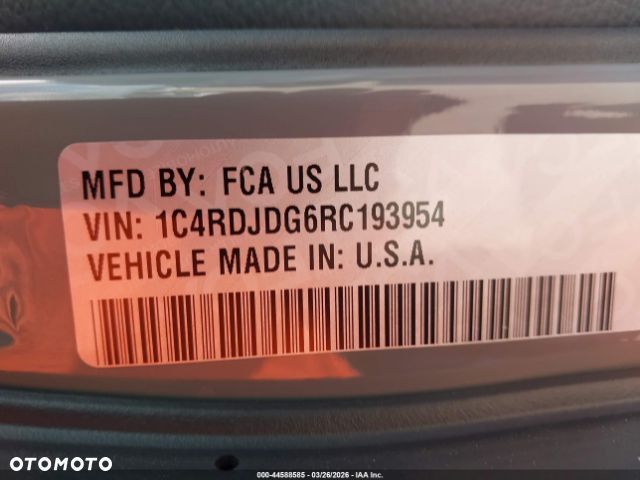 MFD BY: FCA US LLC
VIN: 1C4RDJDG6RC193954
VEHICLE MADE IN: U.S.A.
OTOMOTO
000-44588585 | 03/26/2026 | IAA Inc.